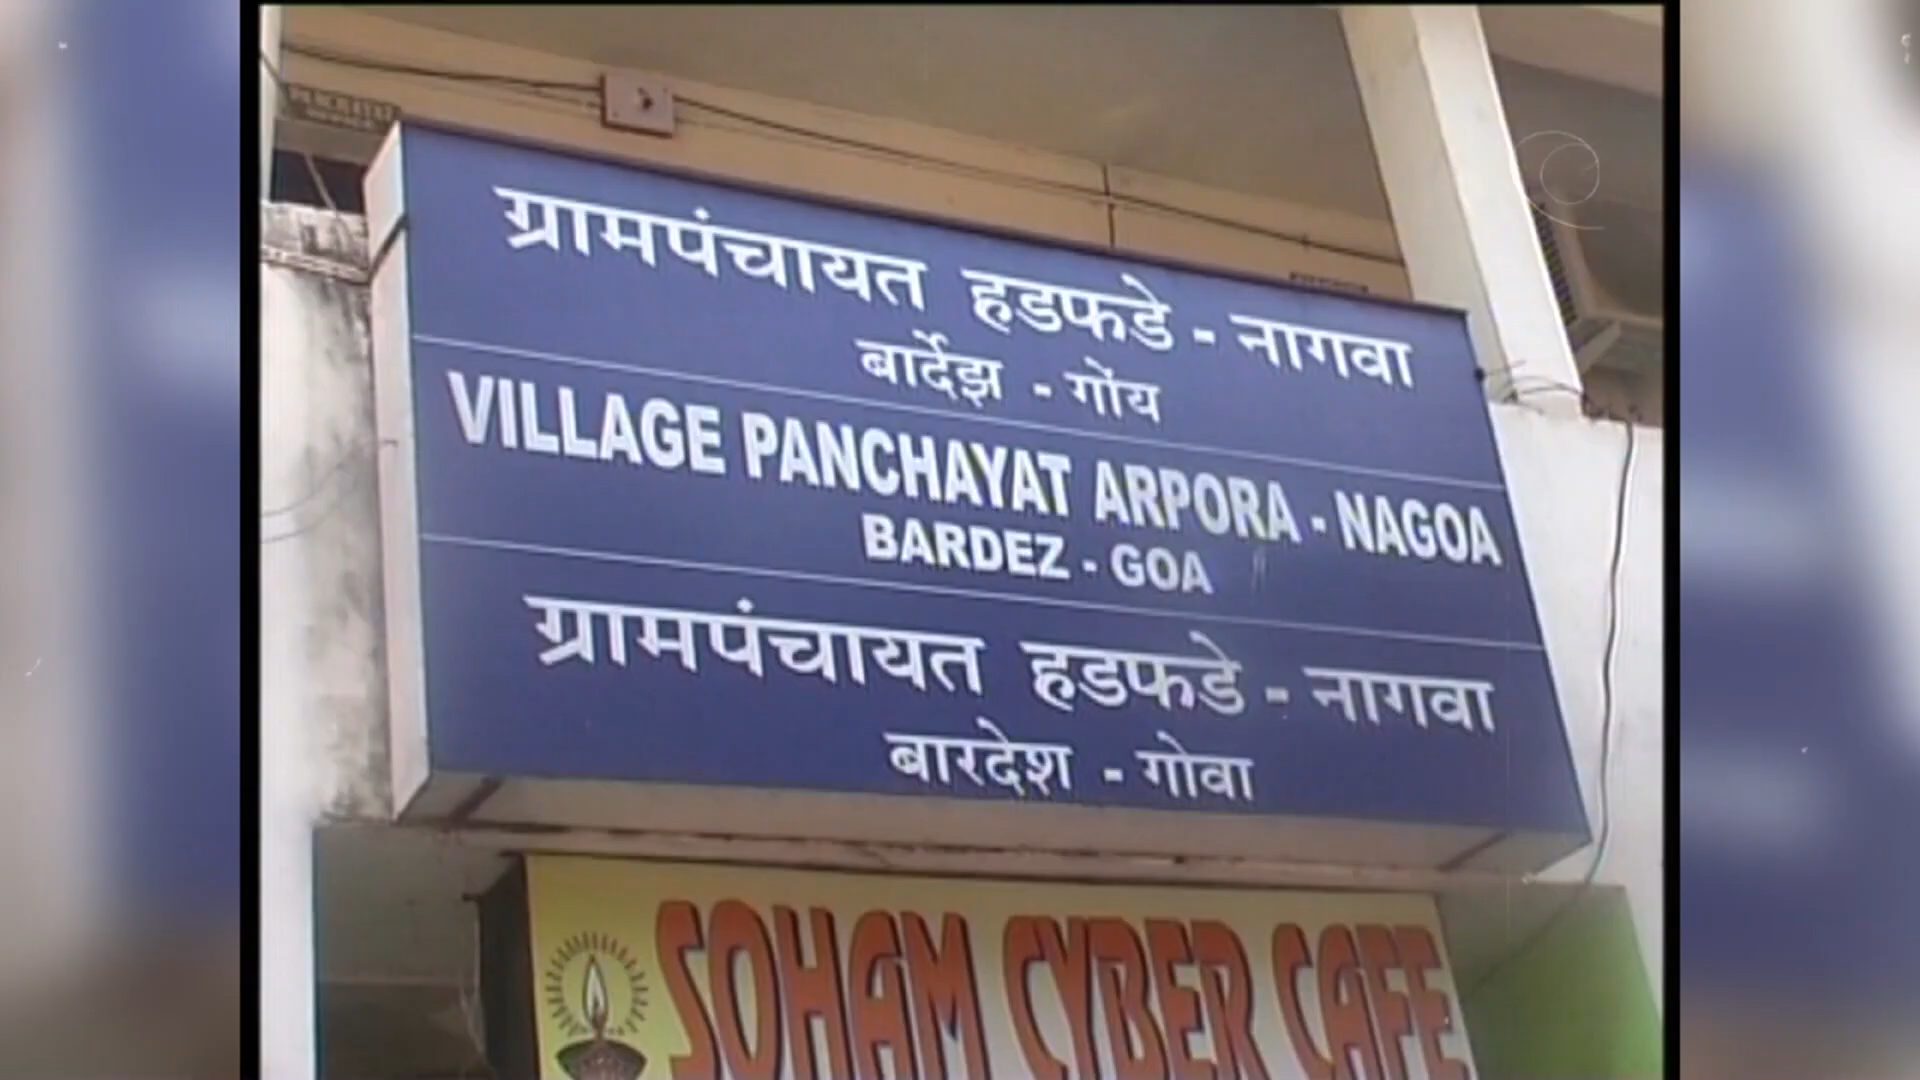 ग्रामपंचायत हडफडे - नागवा
बार्देझ - गोंय
VILLAGE PANCHAYAT ARPORA - NAGOA
BARDEZ - GOA
ग्रामपंचायत हडफडे - नागवा
बारदेश - गोवा
SOHAM CYBER CAFE